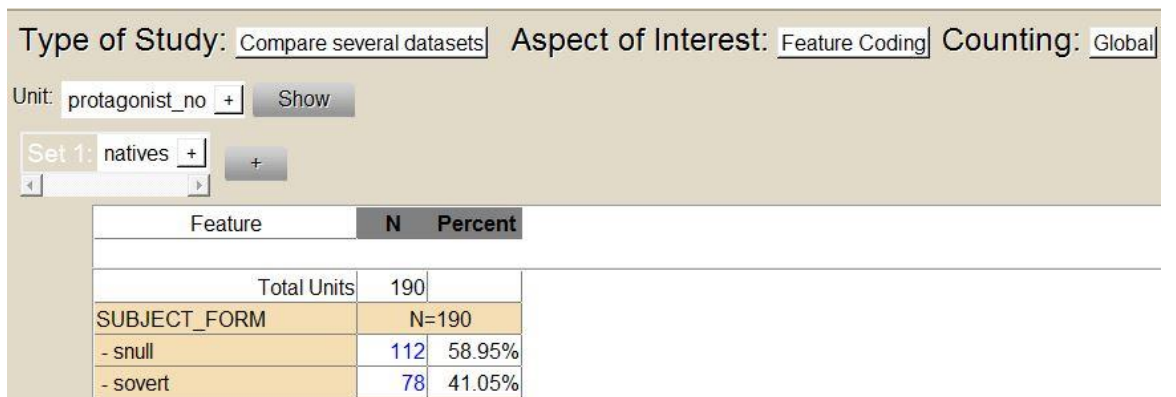 Type of Study: Compare several datasets Aspect of Interest: Feature Coding Counting: Global
Unit: protagonist_no + Show
Set 1: natives + +
Feature N Percent
Total Units 190
SUBJECT_FORM N=190
- snull 112 58.95%
- sovert 78 41.05%